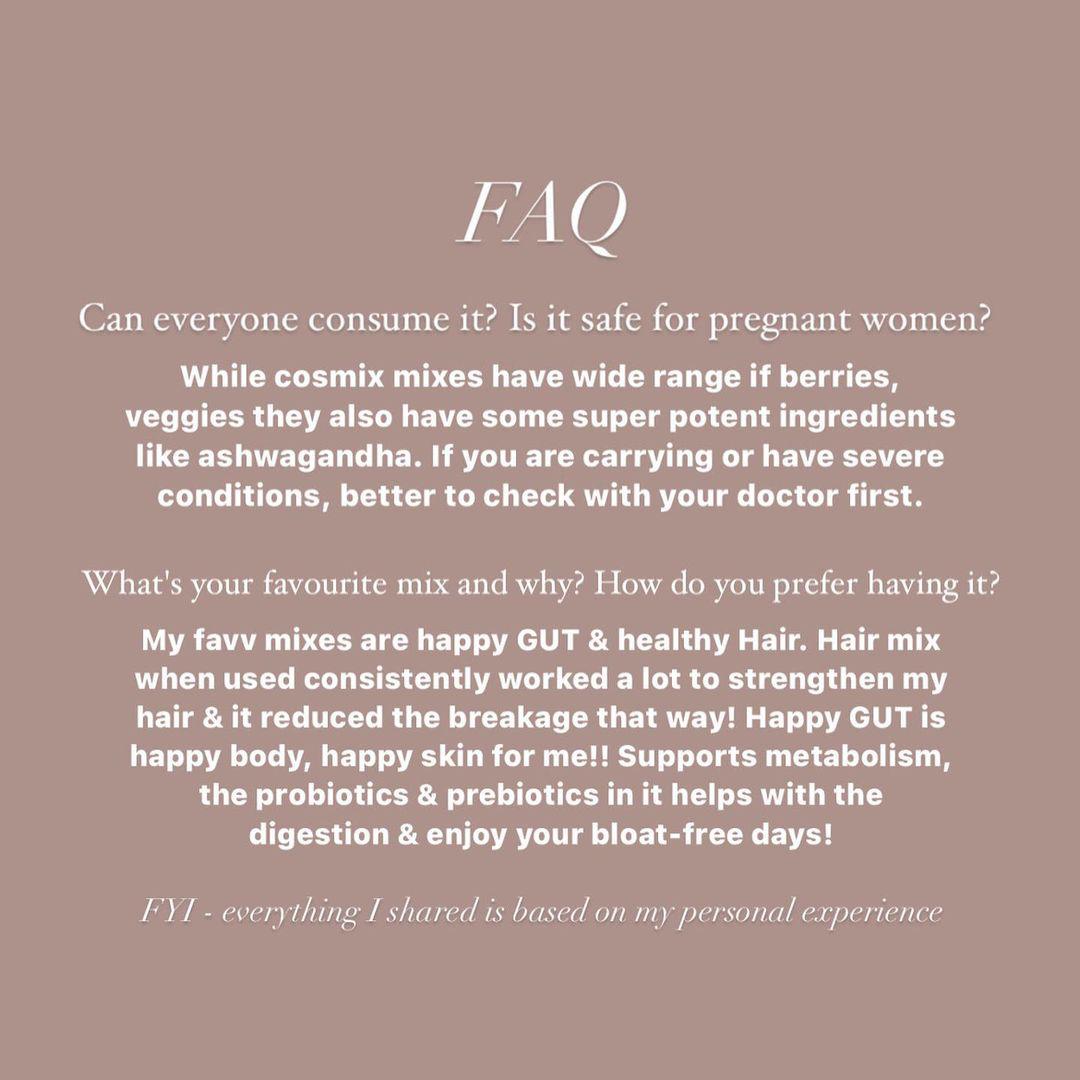 FAQ
Can everyone consume it? Is it safe for pregnant women?
While cosmix mixes have wide range if berries,
veggies they also have some super potent ingredients
like ashwagandha. If you are carrying or have severe
conditions, better to check with your doctor first.
What's your favourite mix and why? How do you prefer having it?
My favv mixes are happy GUT & healthy Hair. Hair mix
when used consistently worked a lot to strengthen my
hair & it reduced the breakage that way! Happy GUT is
happy body, happy skin for me!! Supports metabolism,
the probiotics & prebiotics in it helps with the
digestion & enjoy your bloat-free days!
FYI - everything I shared is based on my personal experience